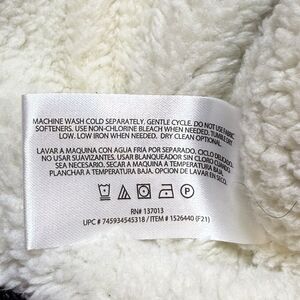 MACHINE WASH COLD SEPARATELY. GENTLE CYCLE. DO NOT USE FABRIC
SOFTENERS. USE NON-CHLORINE BLEACH WHEN NEEDED. TUMBLE DRY
LOW. LOW IRON WHEN NEEDED. DRY CLEAN OPTIONAL.
LAVAR A MAQUINA CON AGUA FRIA POR SEPARADO. CICLO DELICADO.
NO USAR SUAVIZANTES. USAR BLANQUEADOR SIN CLORO CUANDO
SEA NECESARIO. SECAR A MAQUINA A TEMPERATURA BAJA.
PLANCHAR A TEMPERATURA BAJA. OPCION DE LAVAR EN SECO.
RN# 137013
UPC # 745934545318 / ITEM # 1526440 (F21)